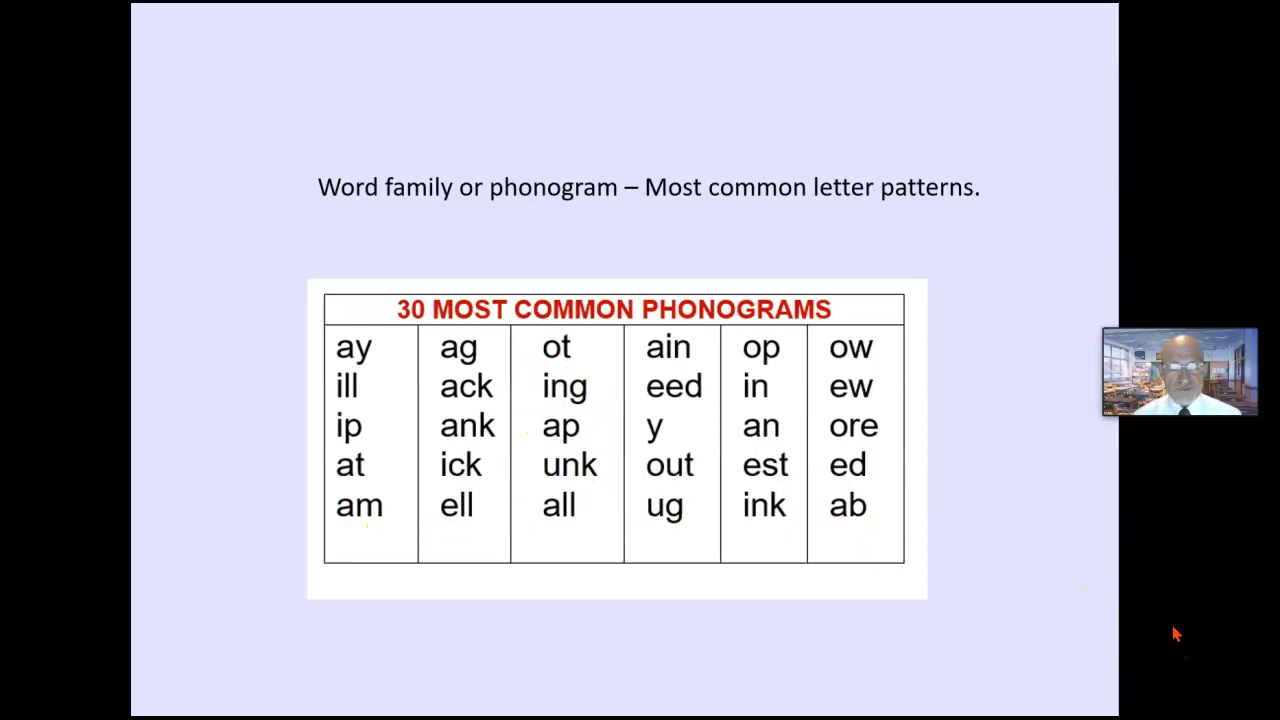 Word family or phonogram – Most common letter patterns.
30 MOST COMMON PHONOGRAMS
ay ag ot ain op ow
ill ack ing eed in ew
ip ank ap y an ore
at ick unk out est ed
am ell all ug ink ab